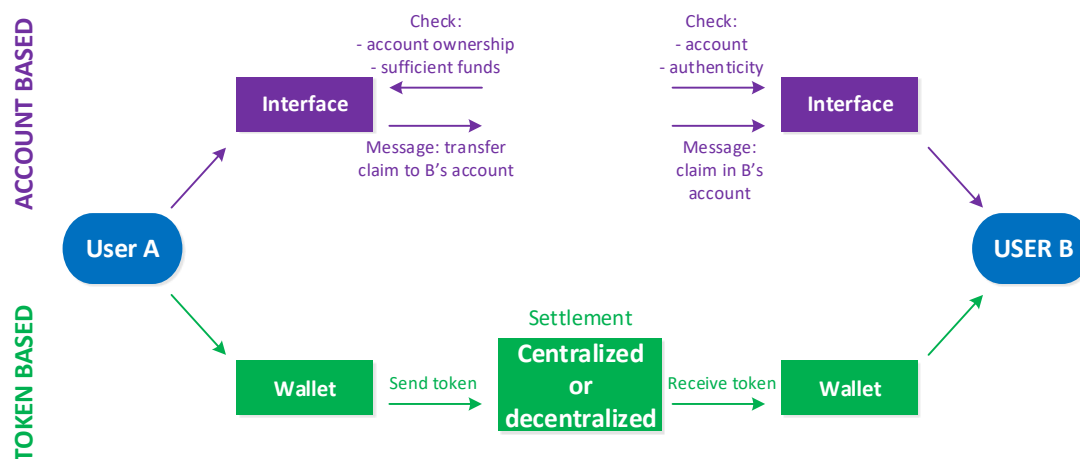 ACCOUNT BASED
Check:
- account ownership
- sufficient funds
Check:
- account
- authenticity
Interface
Interface
Message: transfer
claim to B’s account
Message:
claim in B’s
account
User A
USER B
TOKEN BASED
Settlement
Centralized
or
decentralized
Wallet
Send token
Receive token
Wallet